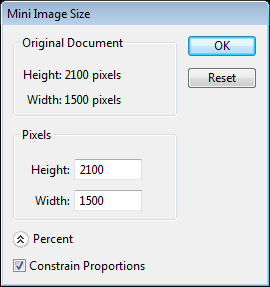 Mini Image Size
Original Document
OK
Height: 2100 pixels
Reset
Width: 1500 pixels
Pixels
Height: 2100
Width: 1500
Percent
Constrain Proportions